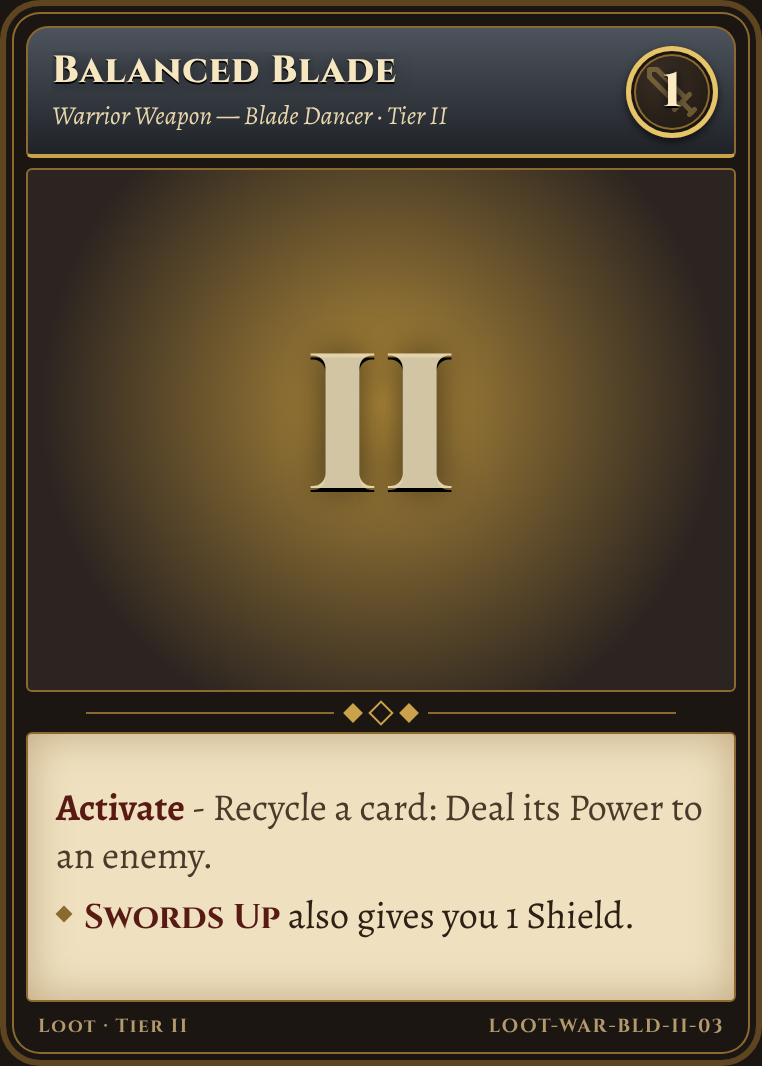 Balanced Blade
1
Warrior Weapon — Blade Dancer · Tier II
II
Activate - Recycle a card: Deal its Power to
an enemy.
Swords Up also gives you 1 Shield.
Loot · Tier II
LOOT-WAR-BLD-II-03